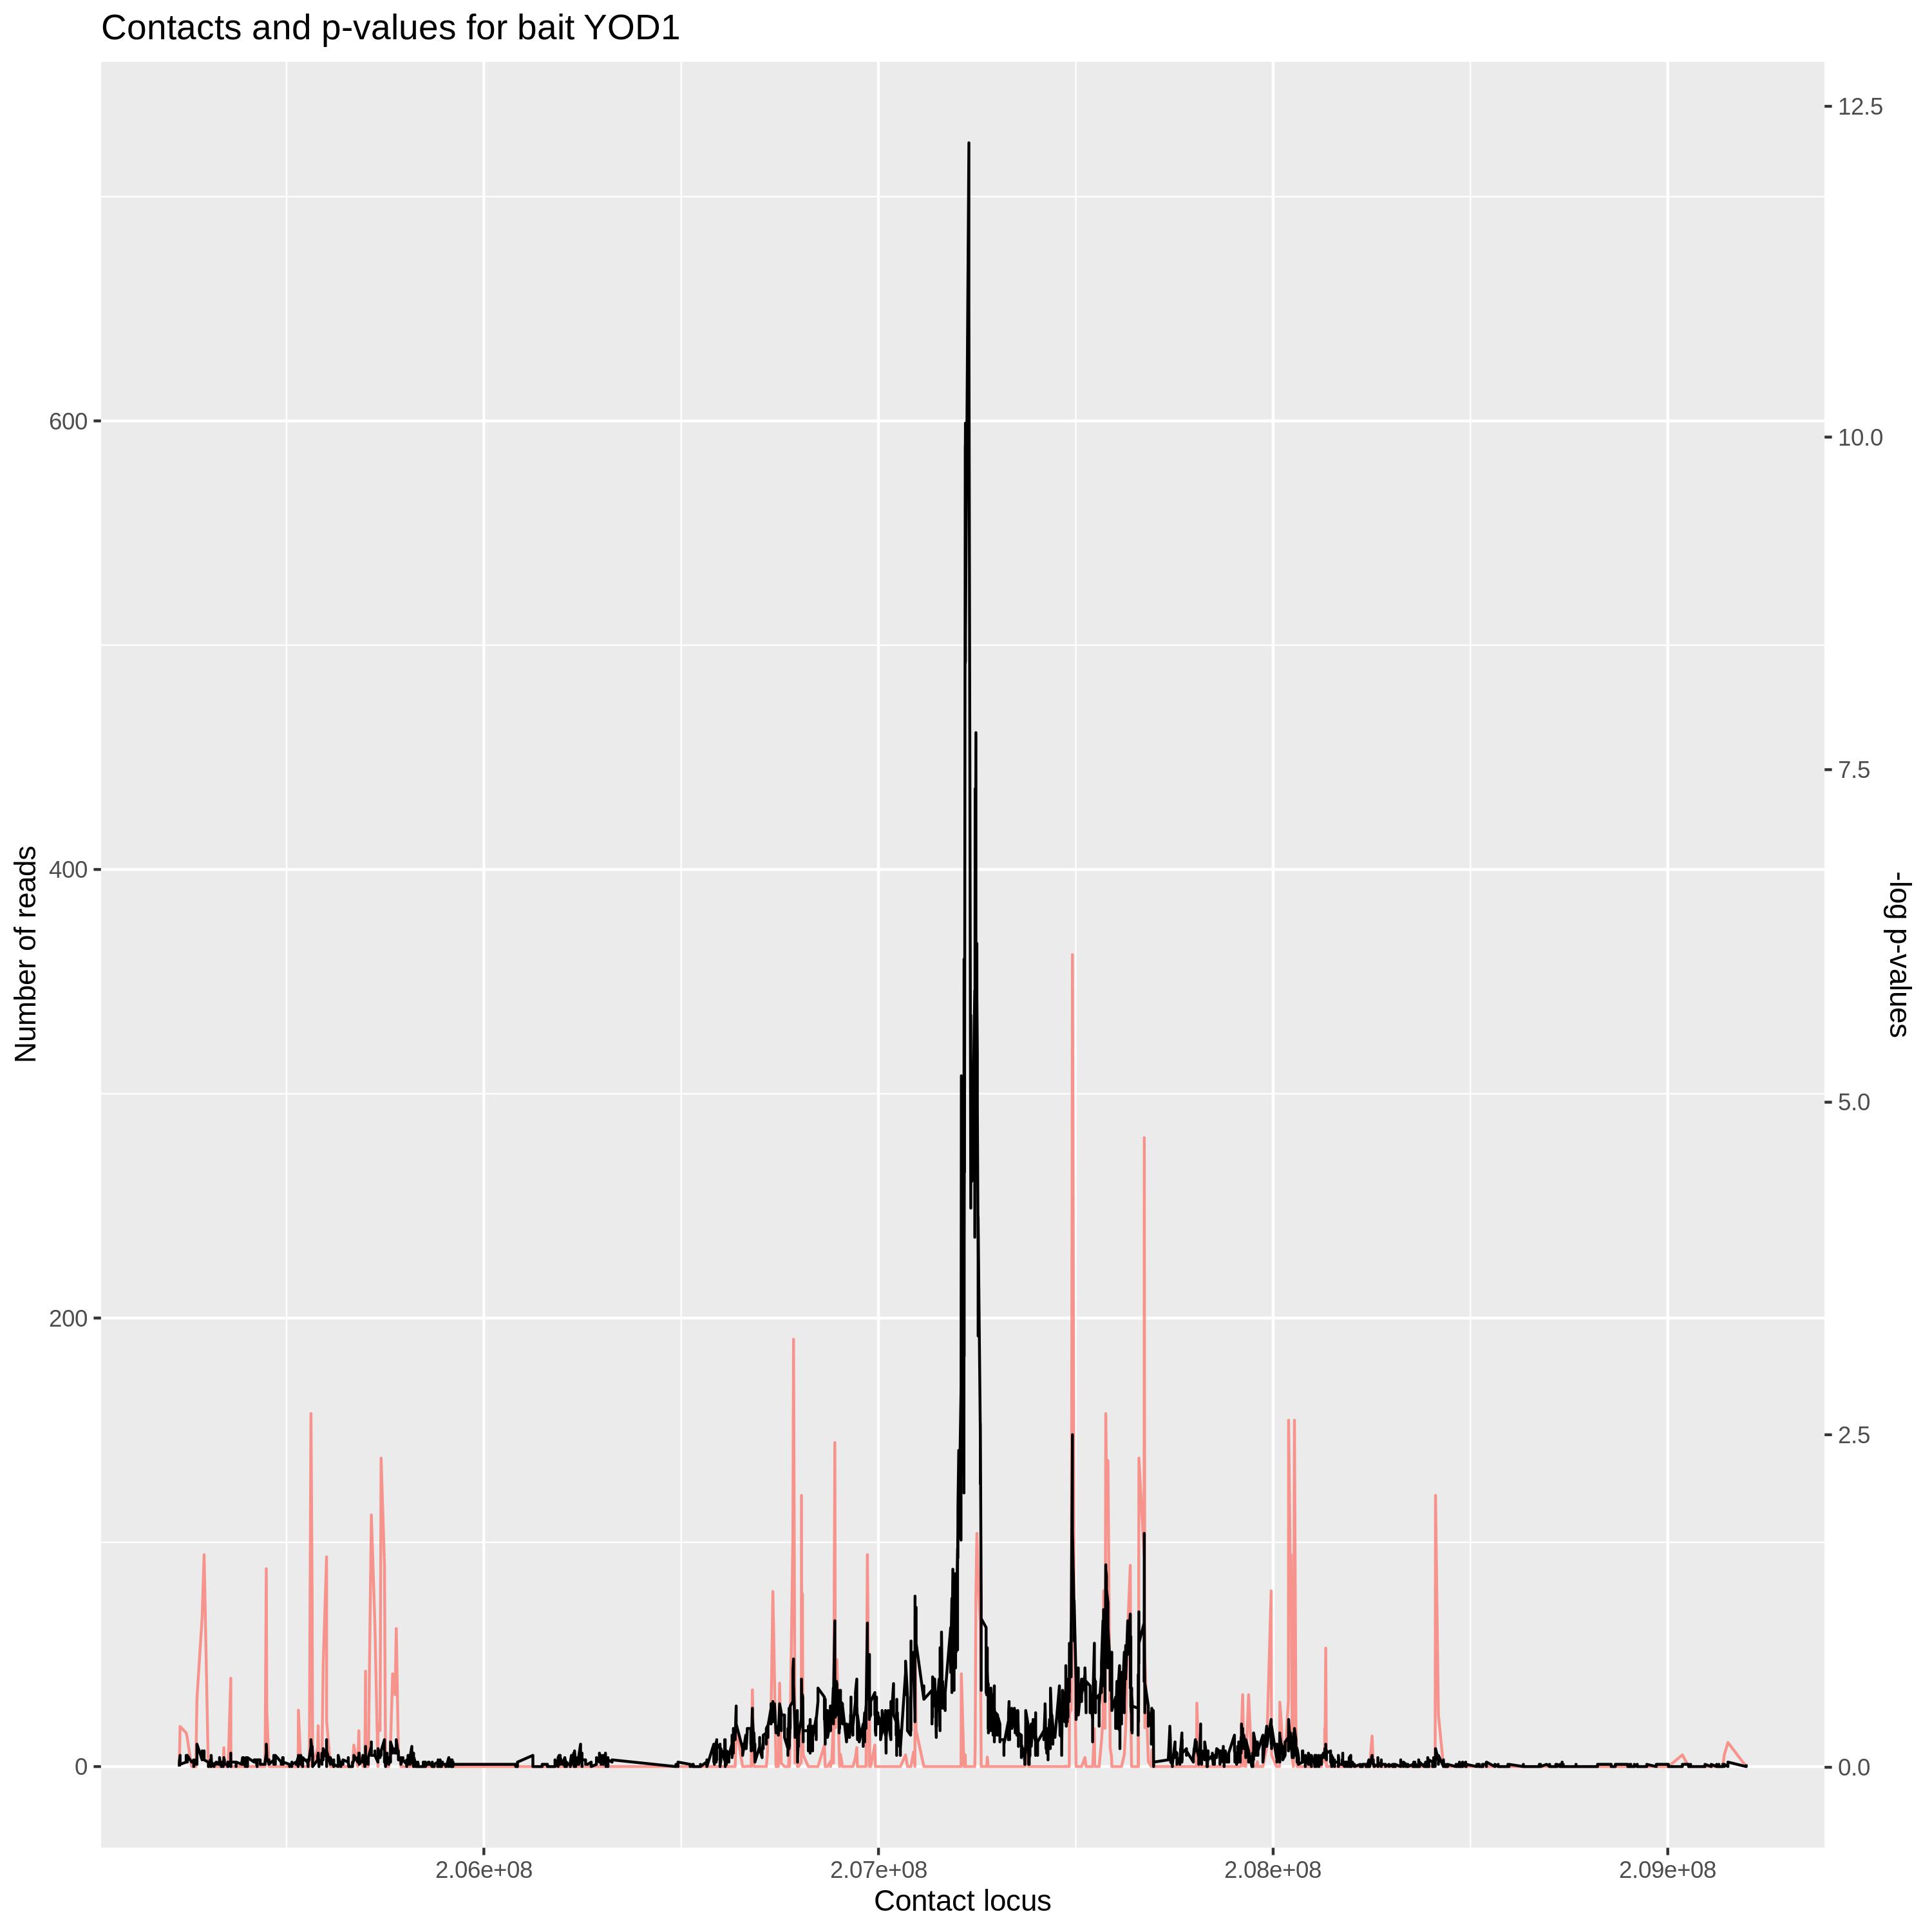 Contacts and p-values for bait YOD1
12.5
10.0
7.5
5.0
2.5
0.0
600
400
200
0
Number of reads
-log p-values
2.06e+08
2.07e+08
2.08e+08
2.09e+08
Contact locus